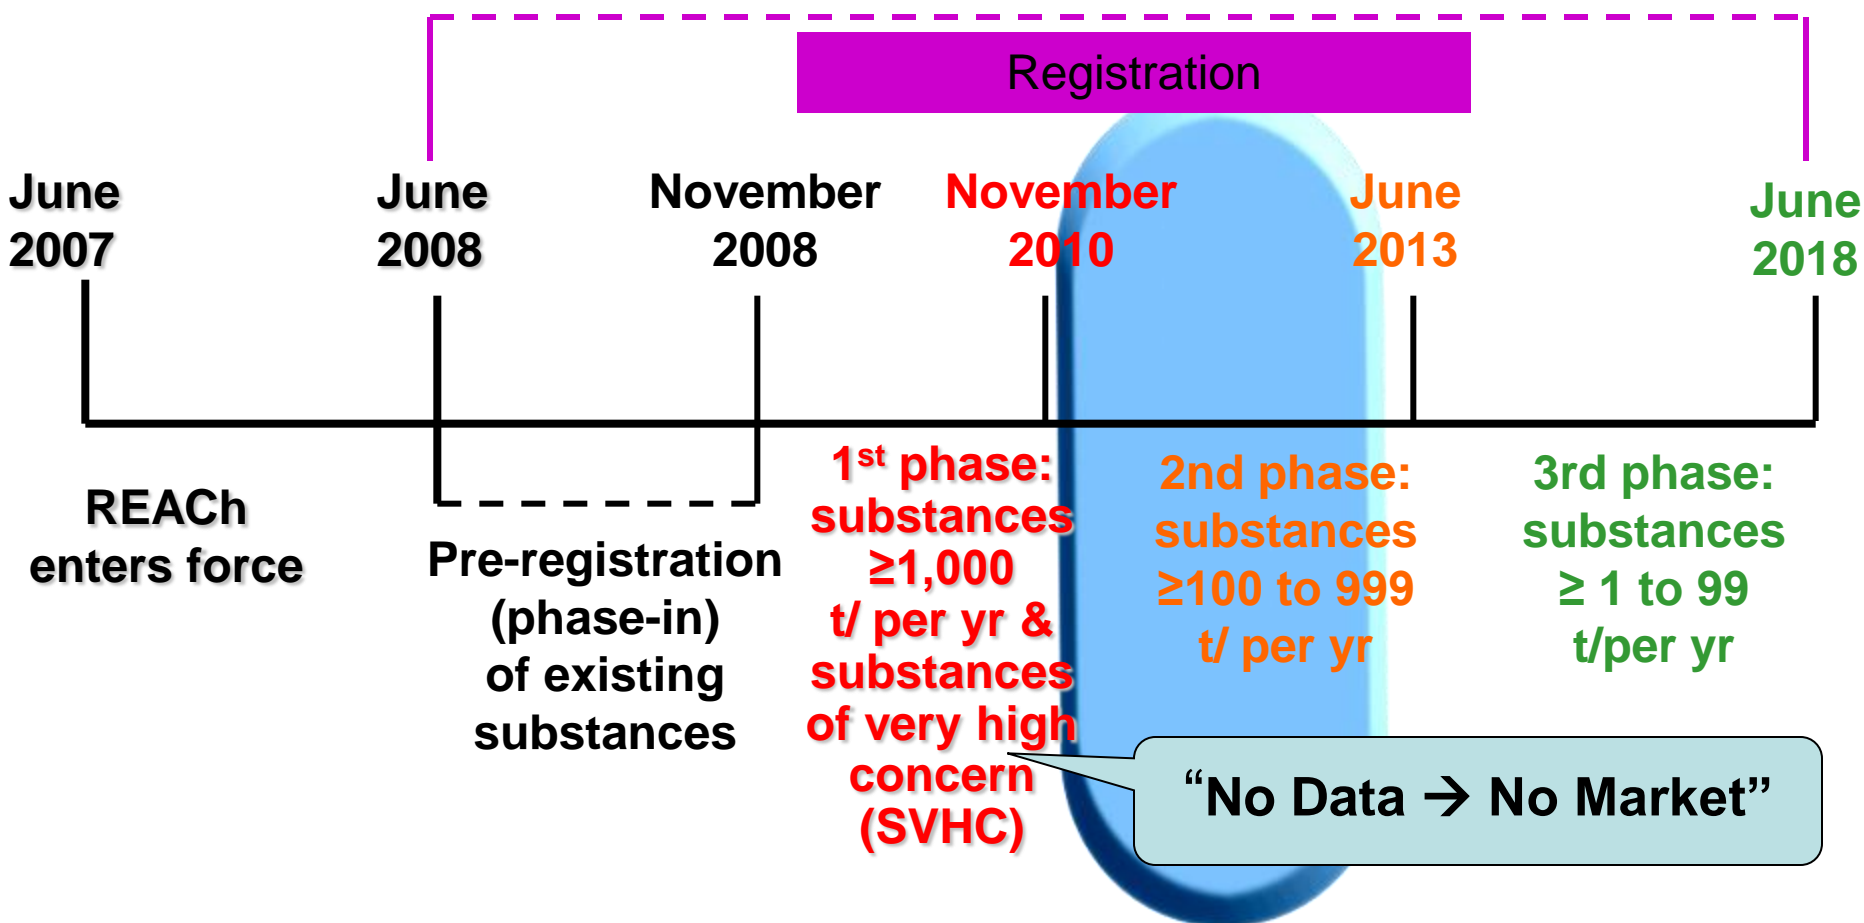 Registration
June
2007
June
2008
November
2008
November
2010
June
2013
June
2018
REACh
enters force
Pre-registration
(phase-in)
of existing
substances
1st phase:
substances
≥1,000
t/ per yr &
substances
of very high
concern
(SVHC)
2nd phase:
substances
≥100 to 999
t/ per yr
3rd phase:
substances
≥ 1 to 99
t/per yr
“No Data → No Market”